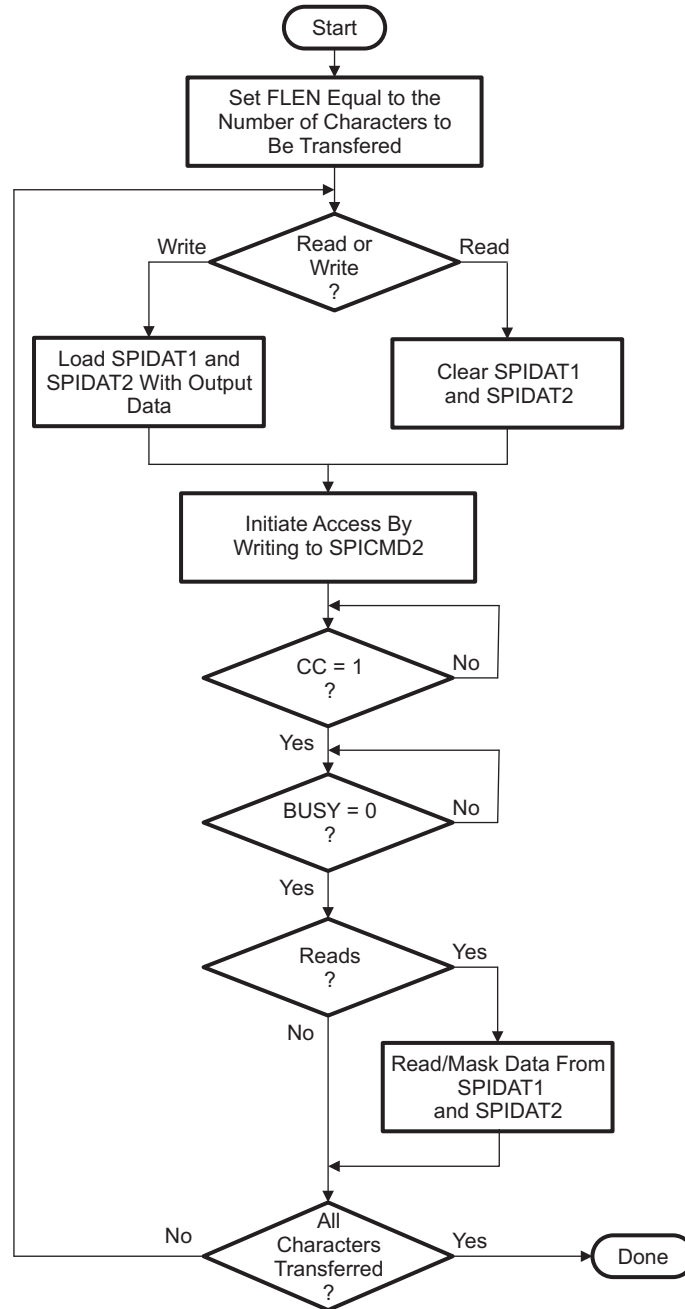 Start
Set FLEN Equal to the
Number of Characters to
Be Transfered
Read or
Write
?
Write
Read
Load SPIDAT1 and
SPIDAT2 With Output
Data
Clear SPIDAT1
and SPIDAT2
Initiate Access By
Writing to SPICMD2
CC = 1
?
No
Yes
BUSY = 0
?
No
Yes
Reads
?
Yes
No
Read/Mask Data From
SPIDAT1
and SPIDAT2
All
Characters
Transferred
?
No
Yes
Done